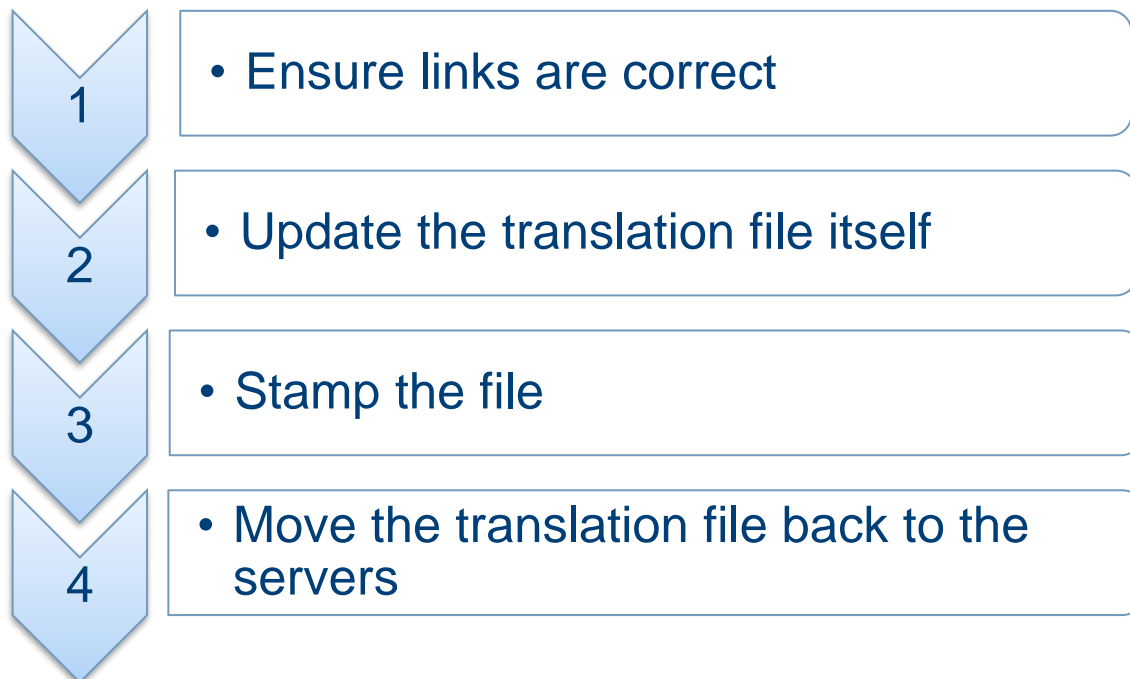 1
• Ensure links are correct
2
• Update the translation file itself
3
• Stamp the file
4
• Move the translation file back to the
servers